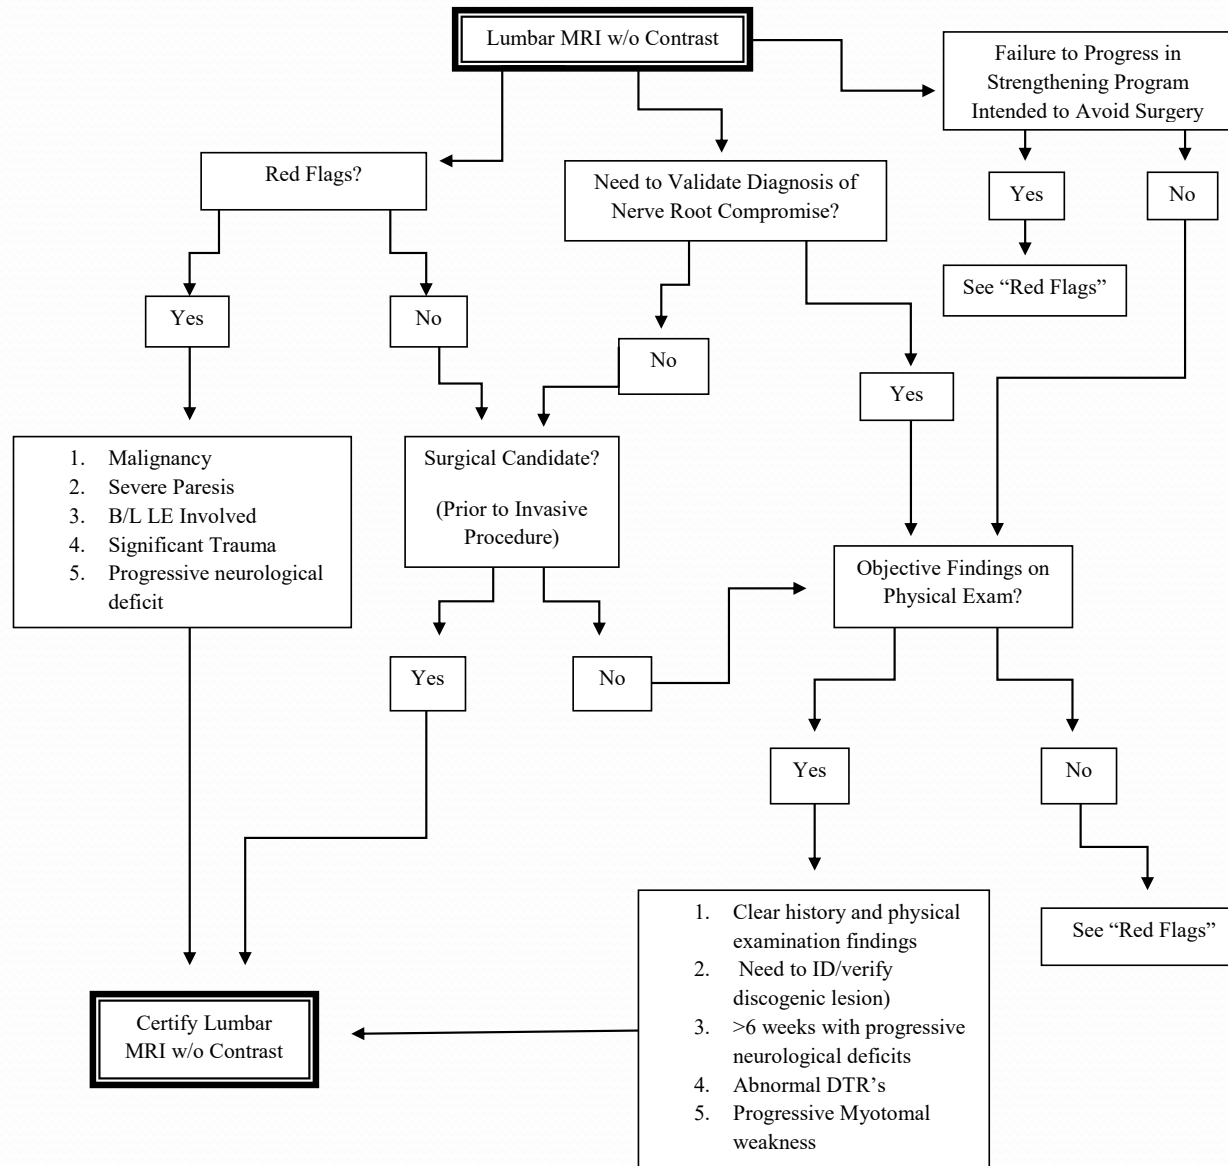 Lumbar MRI w/o Contrast
Failure to Progress in
Strengthening Program
Intended to Avoid Surgery
Red Flags?
Need to Validate Diagnosis of
Nerve Root Compromise?
Yes
No
See “Red Flags”
Yes
No
No
Yes
1. Malignancy
2. Severe Paresis
3. B/L LE Involved
4. Significant Trauma
5. Progressive neurological
deficit
Surgical Candidate?
(Prior to Invasive
Procedure)
Objective Findings on
Physical Exam?
Yes
No
Yes
No
1. Clear history and physical
examination findings
2. Need to ID/verify
discogenic lesion)
3. >6 weeks with progressive
neurological deficits
4. Abnormal DTR’s
5. Progressive Myotomal
weakness
See “Red Flags”
Certify Lumbar
MRI w/o Contrast